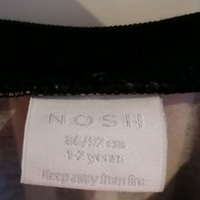 NOSH
86/92 cm
1-2 years
Keep away from fire